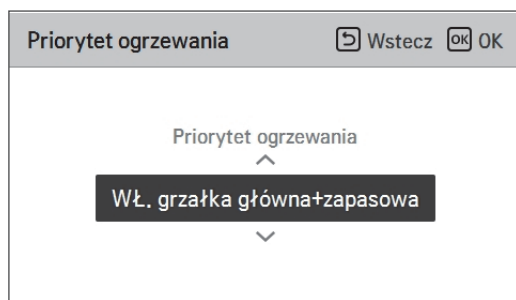 Priorytet ogrzewania Wstecz OK OK
Priorytet ogrzewania
WŁ. grzałka główna+zapasowa